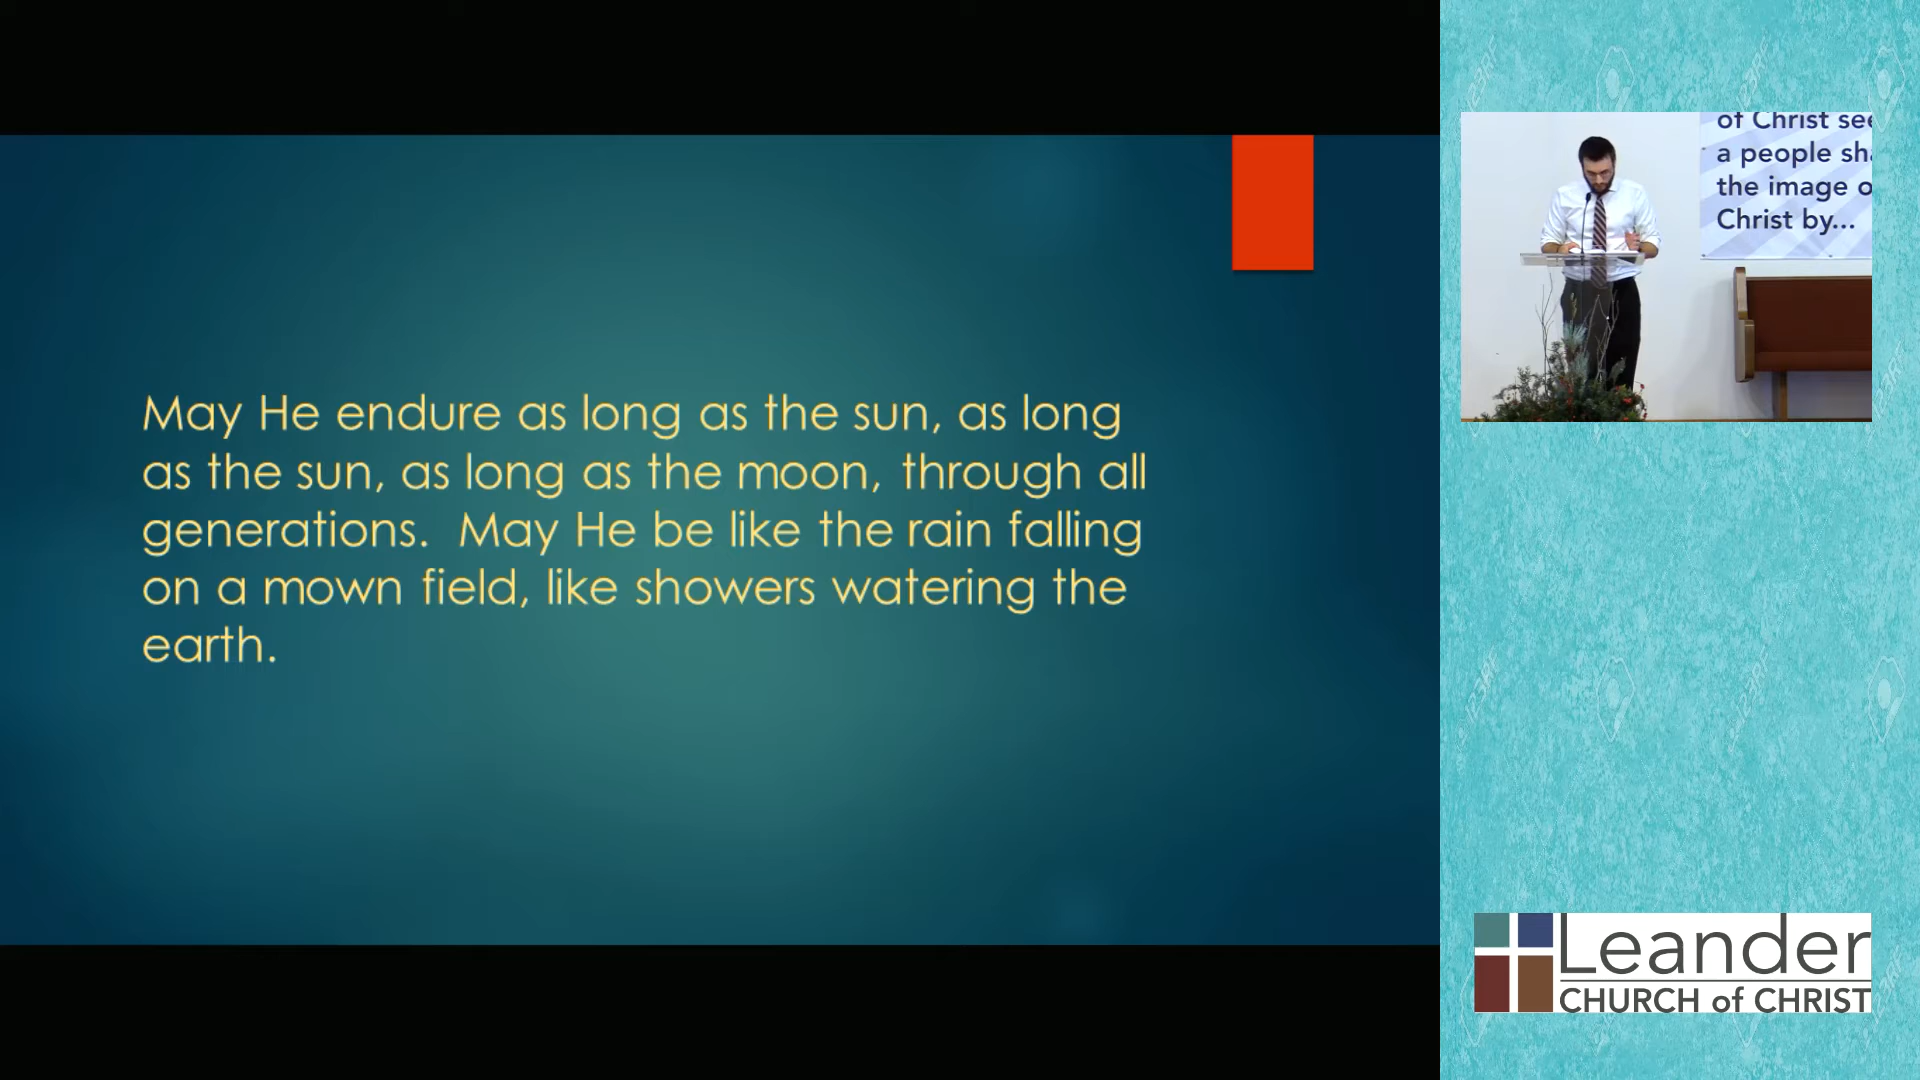 May He endure as long as the sun, as long
as the sun, as long as the moon, through all
generations.  May He be like the rain falling
on a mown field, like showers watering the
earth.
of Christ
a people
the image
Christ by...
Leander
CHURCH of CHRIST